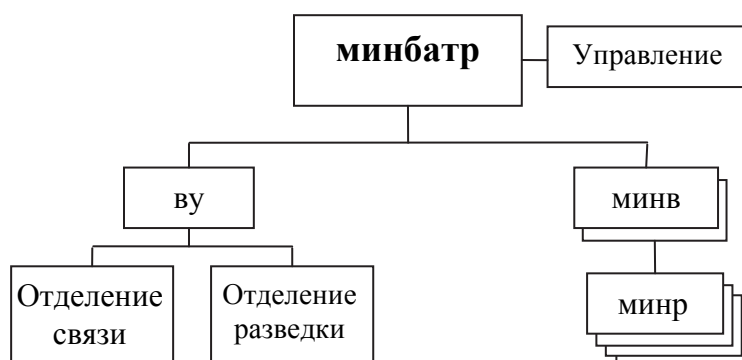 минбатр
Управление
ву
минв
Отделение
связи
Отделение
разведки
минр